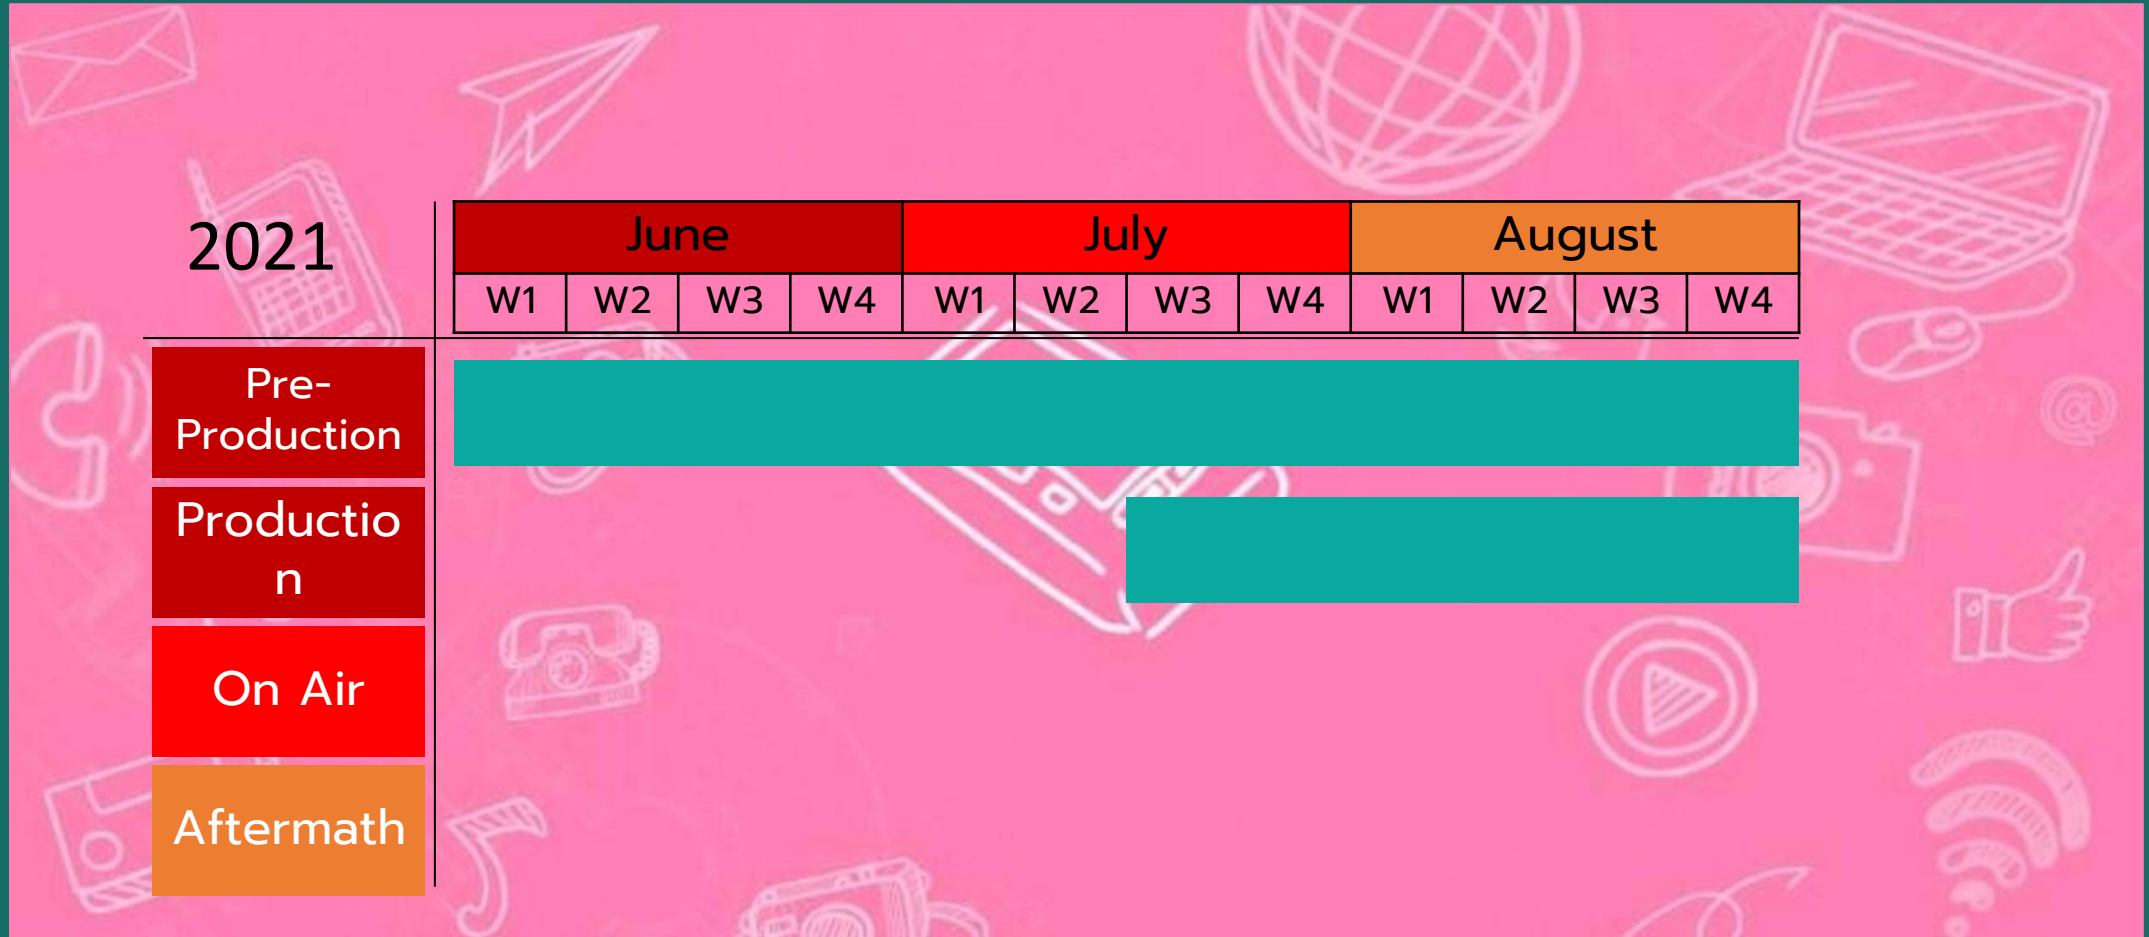 2021
June July August
W1 W2 W3 W4 W1 W2 W3 W4 W1 W2 W3 W4
Pre-
Production
Productio
n
On Air
Aftermath
@